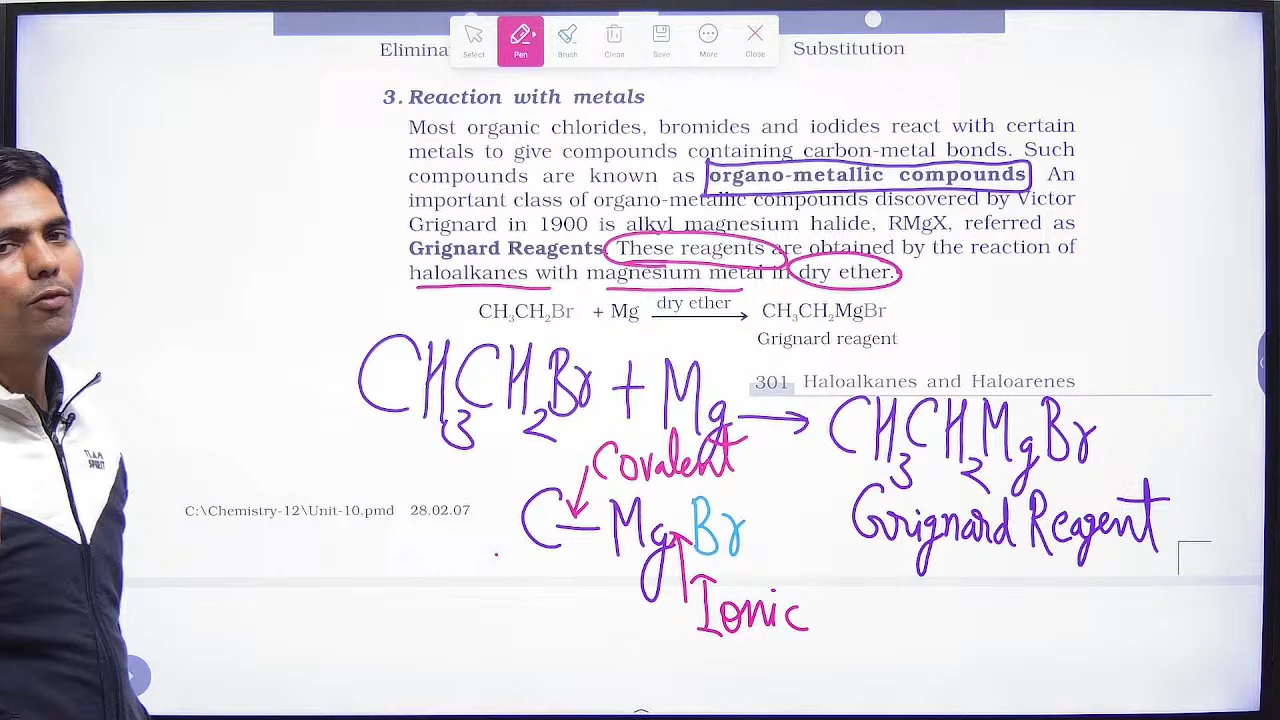 Select Pen Brush Clean Save More Close
Elimina Substitution
3. Reaction with metals
Most organic chlorides, bromides and iodides react with certain
metals to give compounds containing carbon-metal bonds. Such
compounds are known as organo-metallic compounds. An
important class of organo-metallic compounds discovered by Victor
Grignard in 1900 is alkyl magnesium halide, RMgX, referred as
Grignard Reagents. These reagents are obtained by the reaction of
haloalkanes with magnesium metal in dry ether.
CH₃CH₂Br + Mg dry ether → CH₃CH₂MgBr
Grignard reagent
301 Haloalkanes and Haloarenes
CH₃CH₂Br + Mg → CH₃CH₂MgBr
Covalent
C:\Chemistry-12\Unit-10.pmd 28.02.07
C–MgBr
Grignard Reagent
Ionic
TEAM
SPIRIT